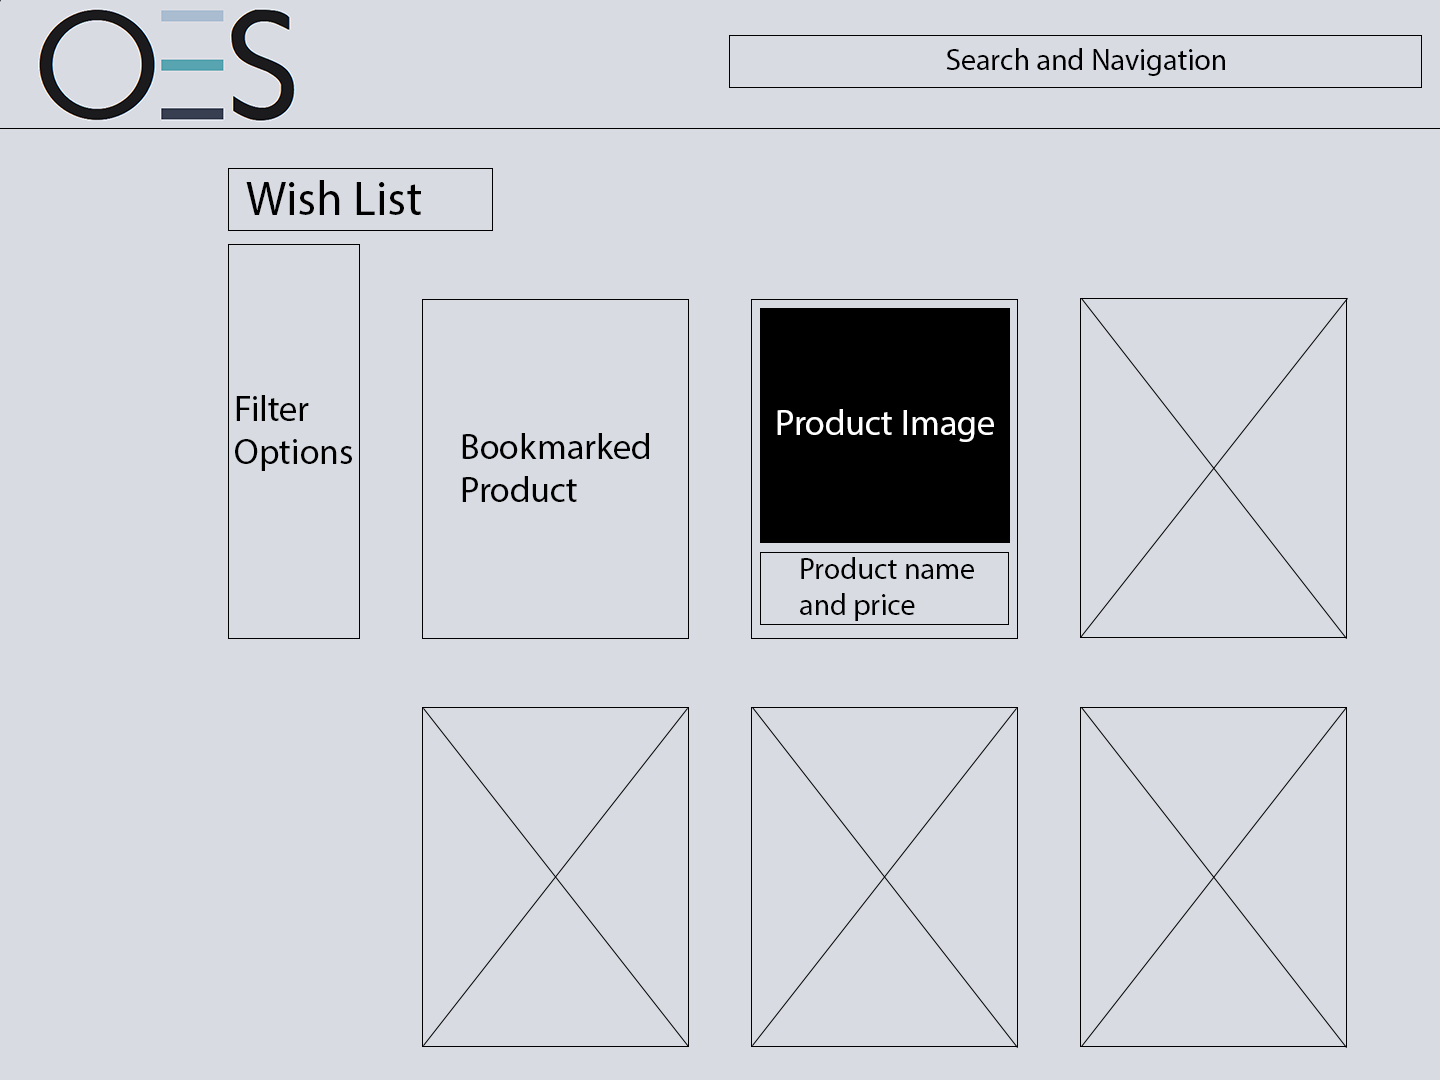 OES
Search and Navigation
Wish List
Filter
Options
Bookmarked
Product
Product Image
Product name
and price